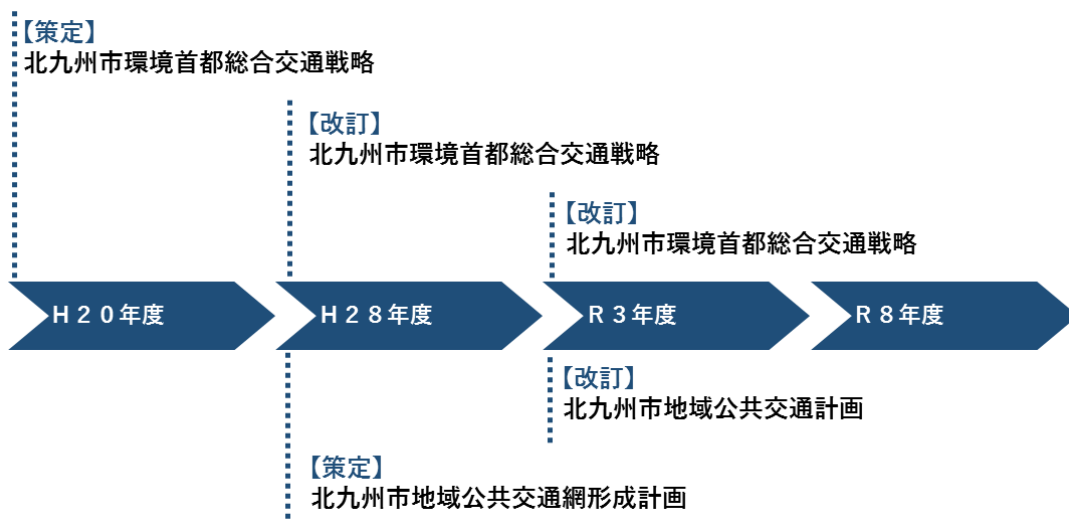 【策定】
北九州市環境首都総合交通戦略
【改訂】
北九州市環境首都総合交通戦略
【改訂】
北九州市環境首都総合交通戦略
Ｈ２０年度
Ｈ２８年度
Ｒ３年度
Ｒ８年度
【改訂】
北九州市地域公共交通計画
【策定】
北九州市地域公共交通網形成計画